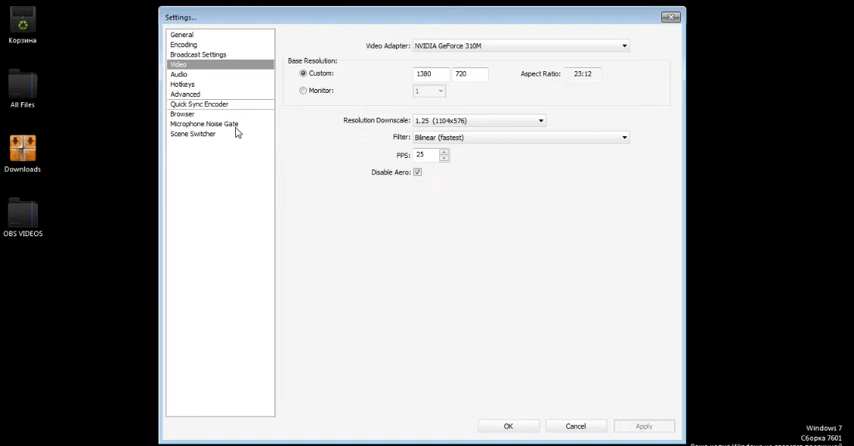 Корзина
All Files
Downloads
OBS VIDEOS
Settings...
General
Encoding
Broadcast Settings
Video
Audio
Hotkeys
Advanced
Quick Sync Encoder
Browser
Microphone Noise Gate
Scene Switcher
Video Adapter: NVIDIA GeForce 310M
Base Resolution:
Custom: 1380 720 Aspect Ratio: 23:12
Monitor: 1
Resolution Downscale: 1.25 (1104x576)
Filter: Bilinear (fastest)
FPS: 25
Disable Aero:
OK Cancel Apply
Windows 7
Сборка 7601